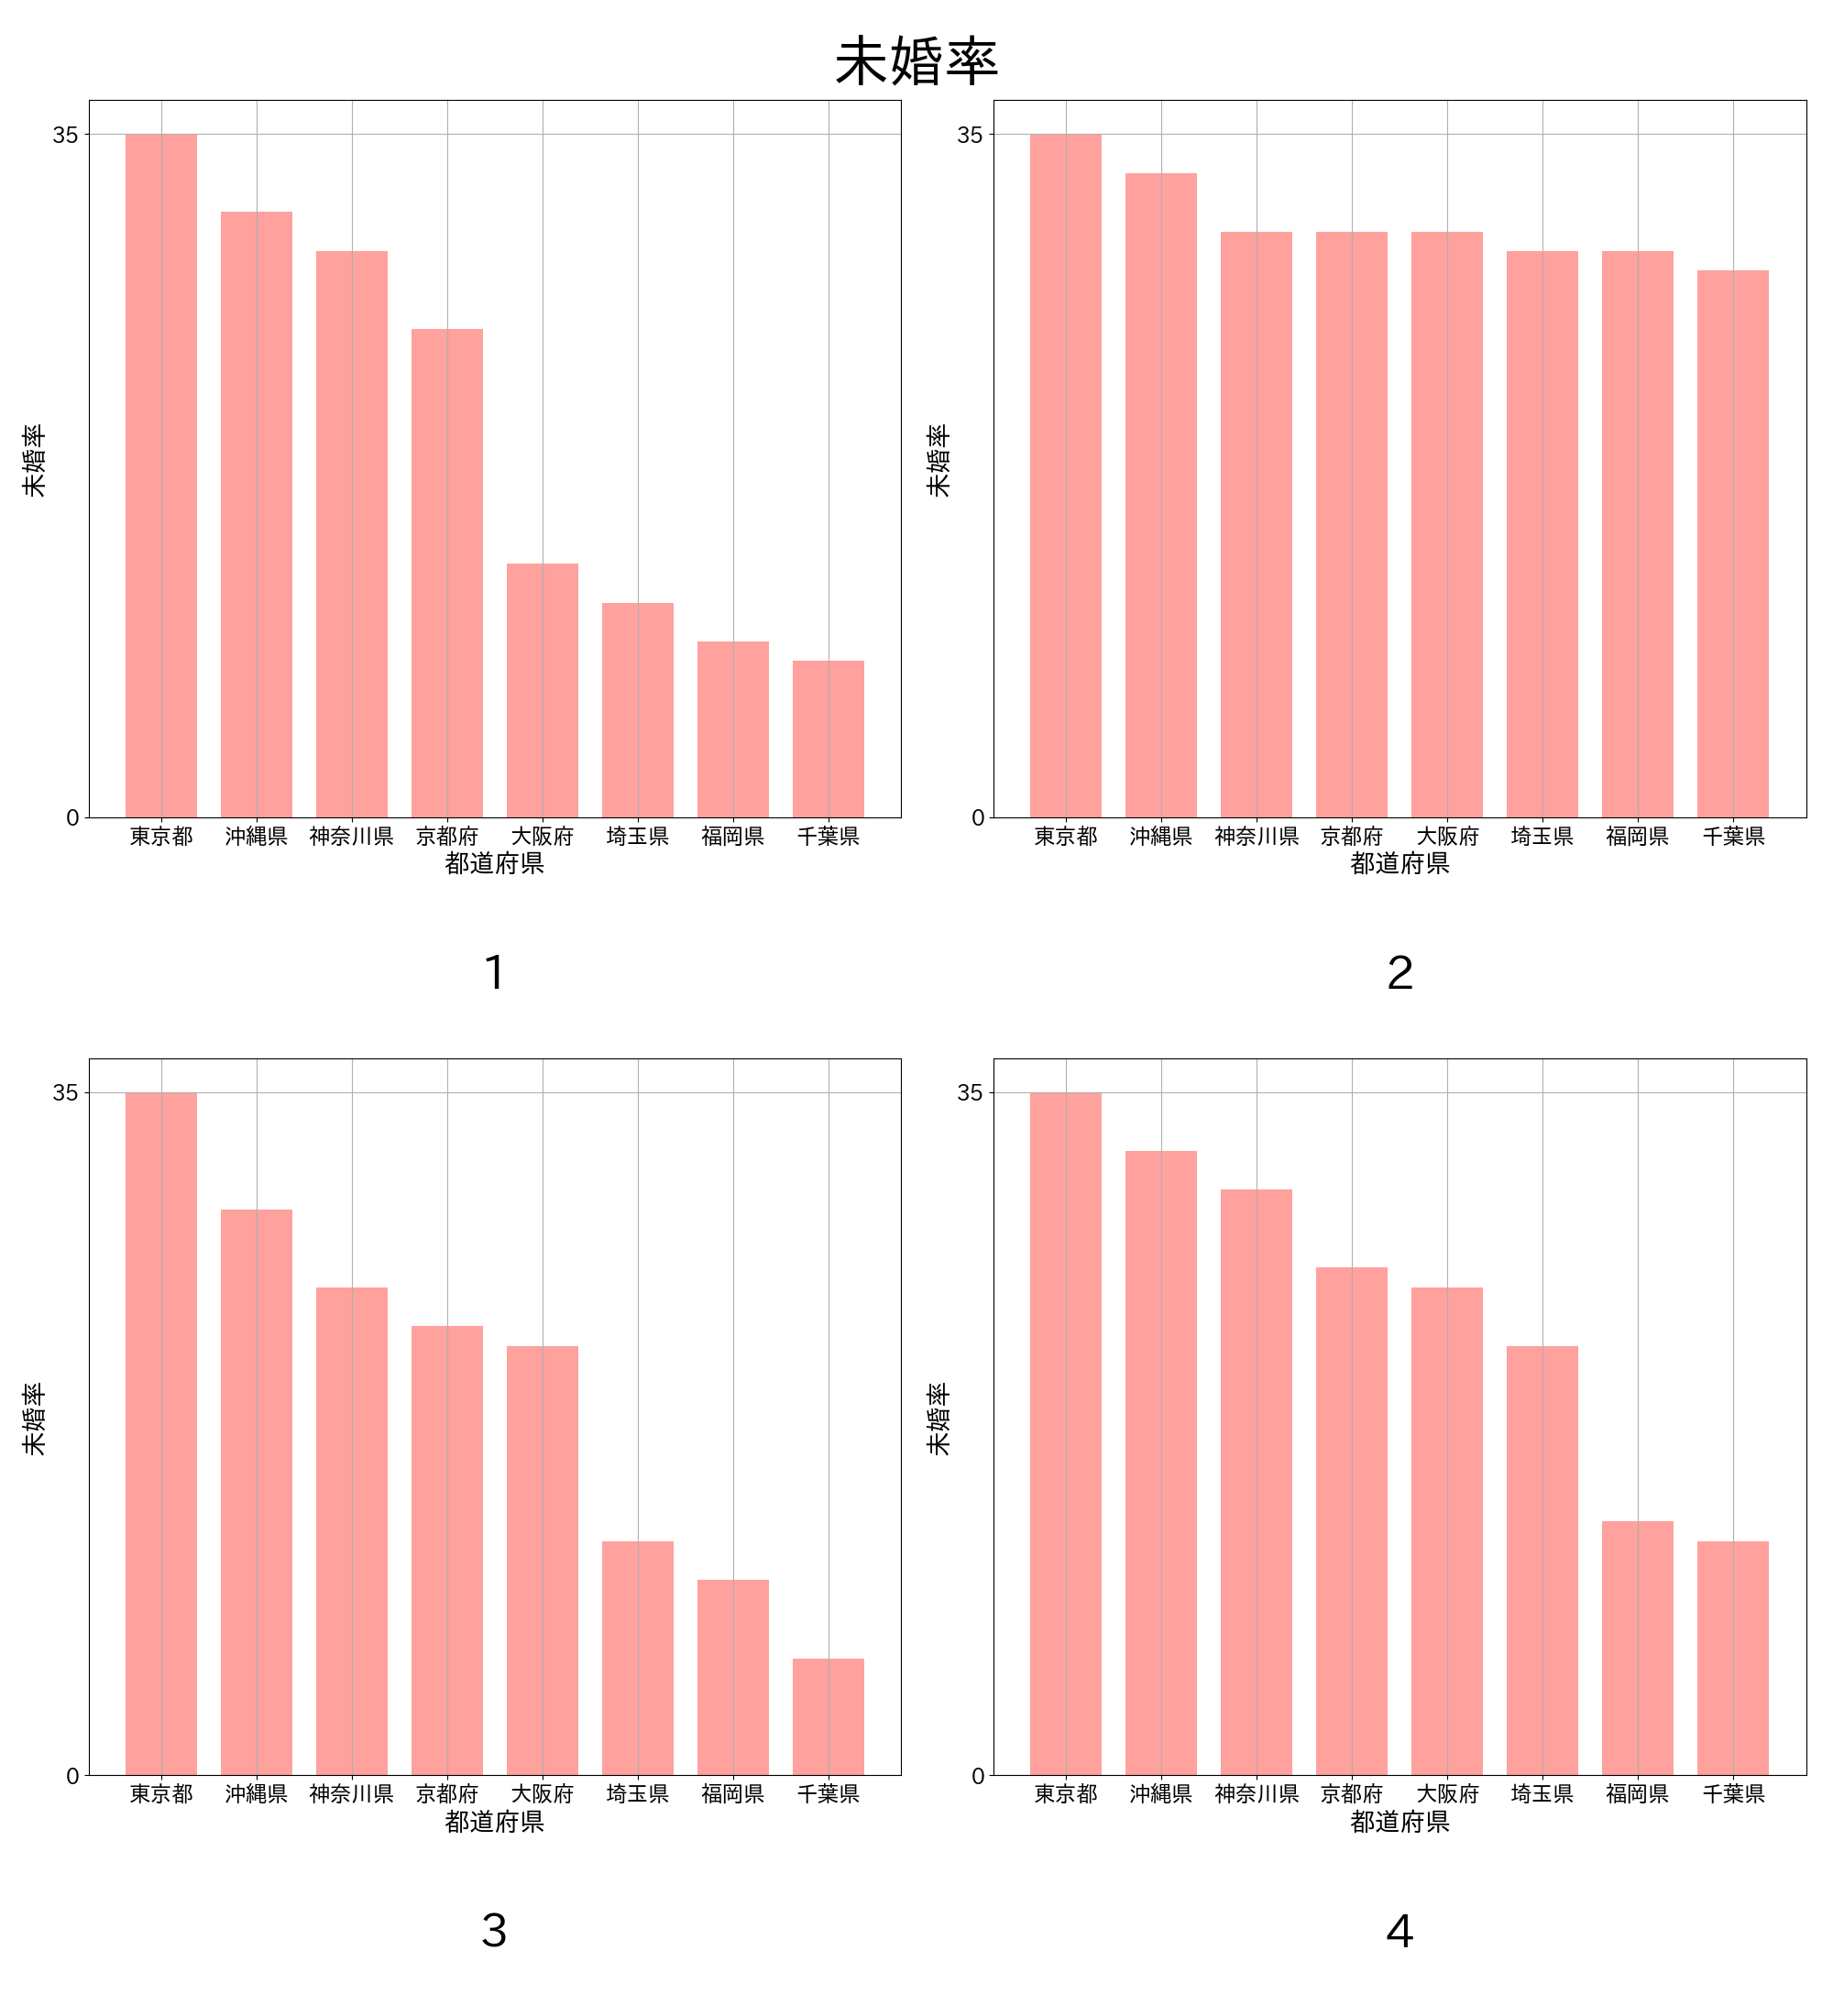 未婚率
35
0
未婚率
東京都 沖縄県 神奈川県 京都府 大阪府 埼玉県 福岡県 千葉県
都道府県
1
35
0
未婚率
東京都 沖縄県 神奈川県 京都府 大阪府 埼玉県 福岡県 千葉県
都道府県
2
35
0
未婚率
東京都 沖縄県 神奈川県 京都府 大阪府 埼玉県 福岡県 千葉県
都道府県
3
35
0
未婚率
東京都 沖縄県 神奈川県 京都府 大阪府 埼玉県 福岡県 千葉県
都道府県
4